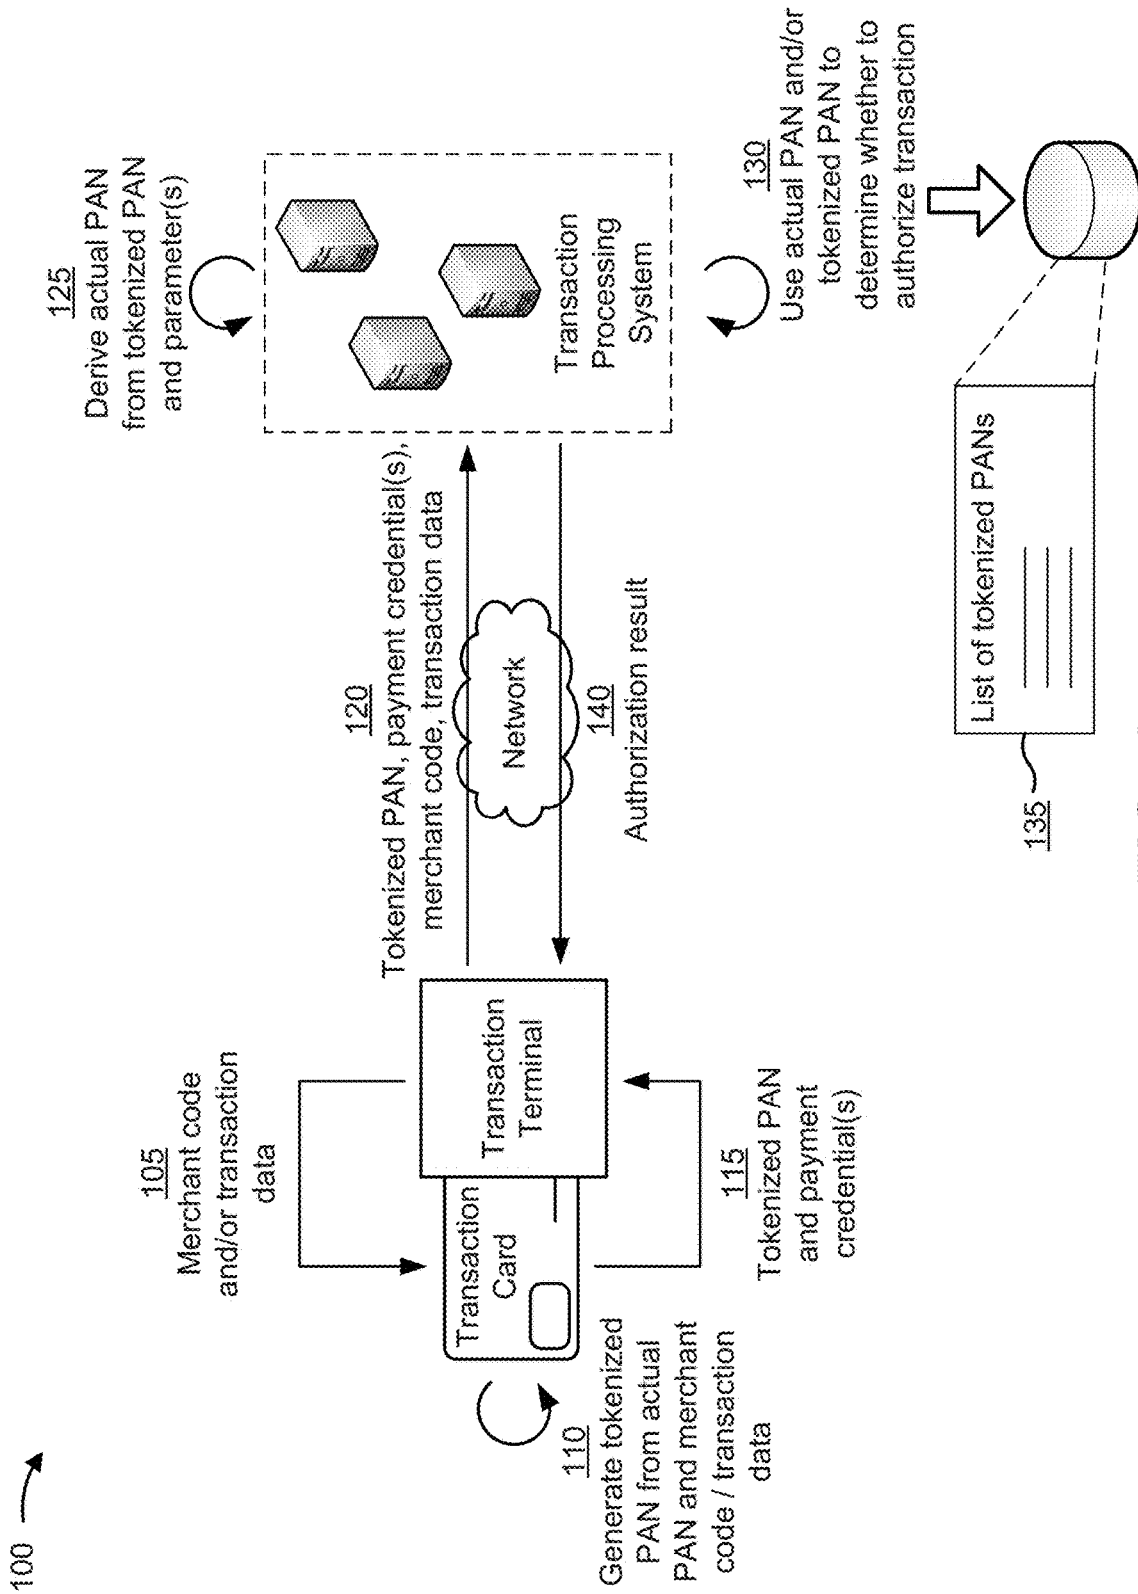 100
105
Merchant code
and/or transaction
data
110
Generate tokenized
PAN from actual
PAN and merchant
code / transaction
data
Transaction
Card
Transaction
Terminal
115
Tokenized PAN
and payment
credential(s)
120
Tokenized PAN, payment credential(s),
merchant code, transaction data
Network
140
Authorization result
125
Derive actual PAN
from tokenized PAN
and parameter(s)
Transaction
Processing
System
130
Use actual PAN and/or
tokenized PAN to
determine whether to
authorize transaction
List of tokenized PANs
135